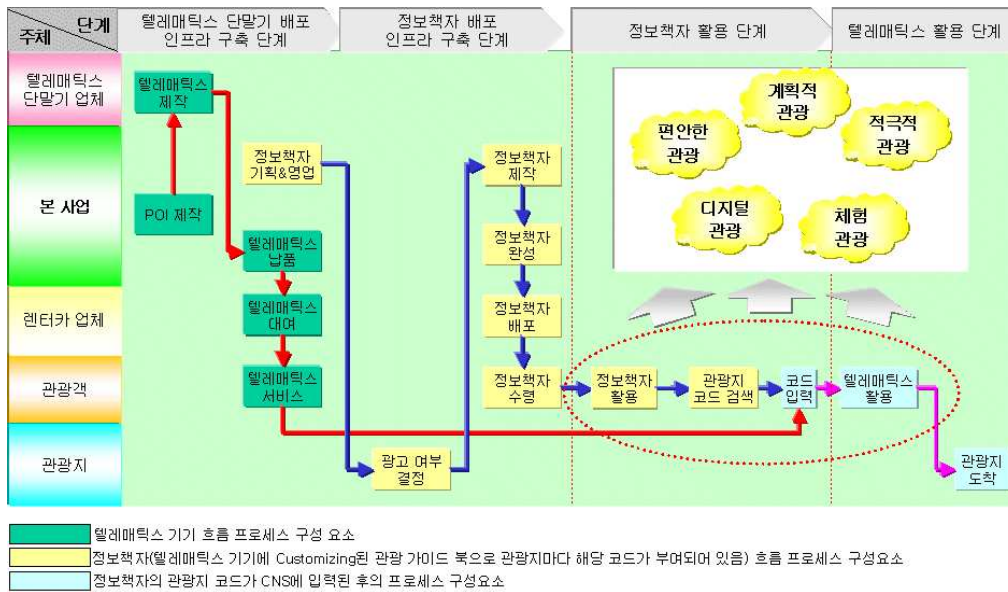 단계
주체
텔레매틱스 단말기 배포
인프라 구축 단계
정보책자 배포
인프라 구축 단계
정보책자 활용 단계
텔레매틱스 활용 단계
텔레매틱스
단말기 업체
텔레매틱스
제작
계획적
관광
편안한
관광
적극적
관광
디지털
관광
체험
관광
본 사업
정보책자
기획&영업
정보책자
제작
POI 제작
텔레매틱스
납품
정보책자
완성
렌터카 업체
텔레매틱스
대여
정보책자
배포
관광객
텔레매틱스
서비스
정보책자
수령
정보책자
활용
관광지
코드 검색
코드
입력
텔레매틱스
활용
관광지
광고 여부
결정
관광지
도착
텔레매틱스 기기 흐름 프로세스 구성 요소
정보책자(텔레매틱스 기기에 Customizing된 관광 가이드 북으로 관광지마다 해당 코드가 부여되어 있음) 흐름 프로세스 구성요소
정보책자의 관광지 코드가 CNS에 입력된 후의 프로세스 구성요소